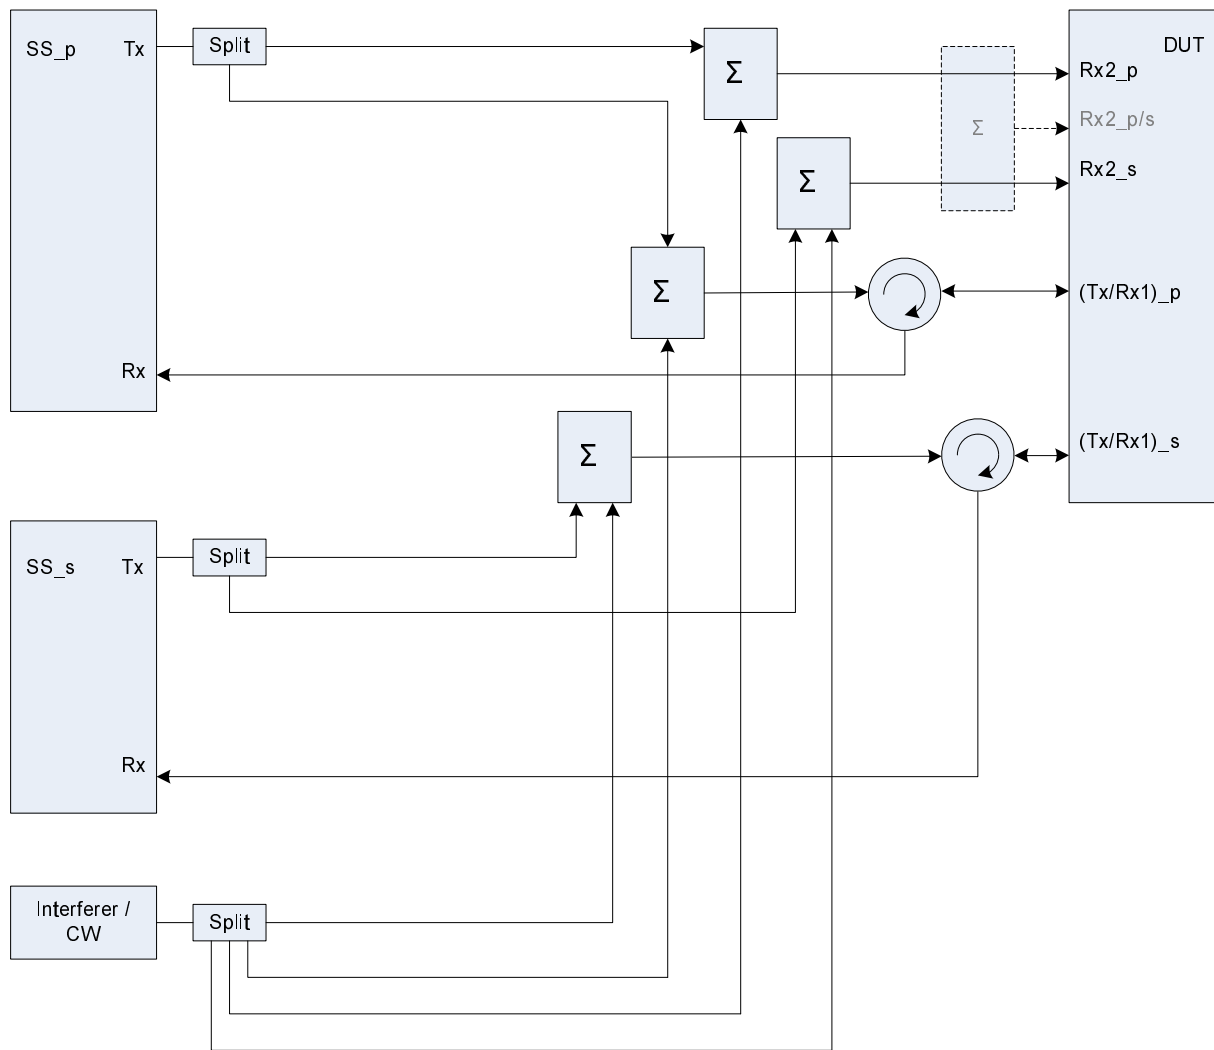 SS_p
Tx
Split
Σ
DUT
Rx2_p
Σ
Rx2_p/s
Σ
Rx2_s
Σ
(Tx/Rx1)_p
Rx
Σ
(Tx/Rx1)_s
SS_s
Tx
Split
Rx
Interferer /
CW
Split